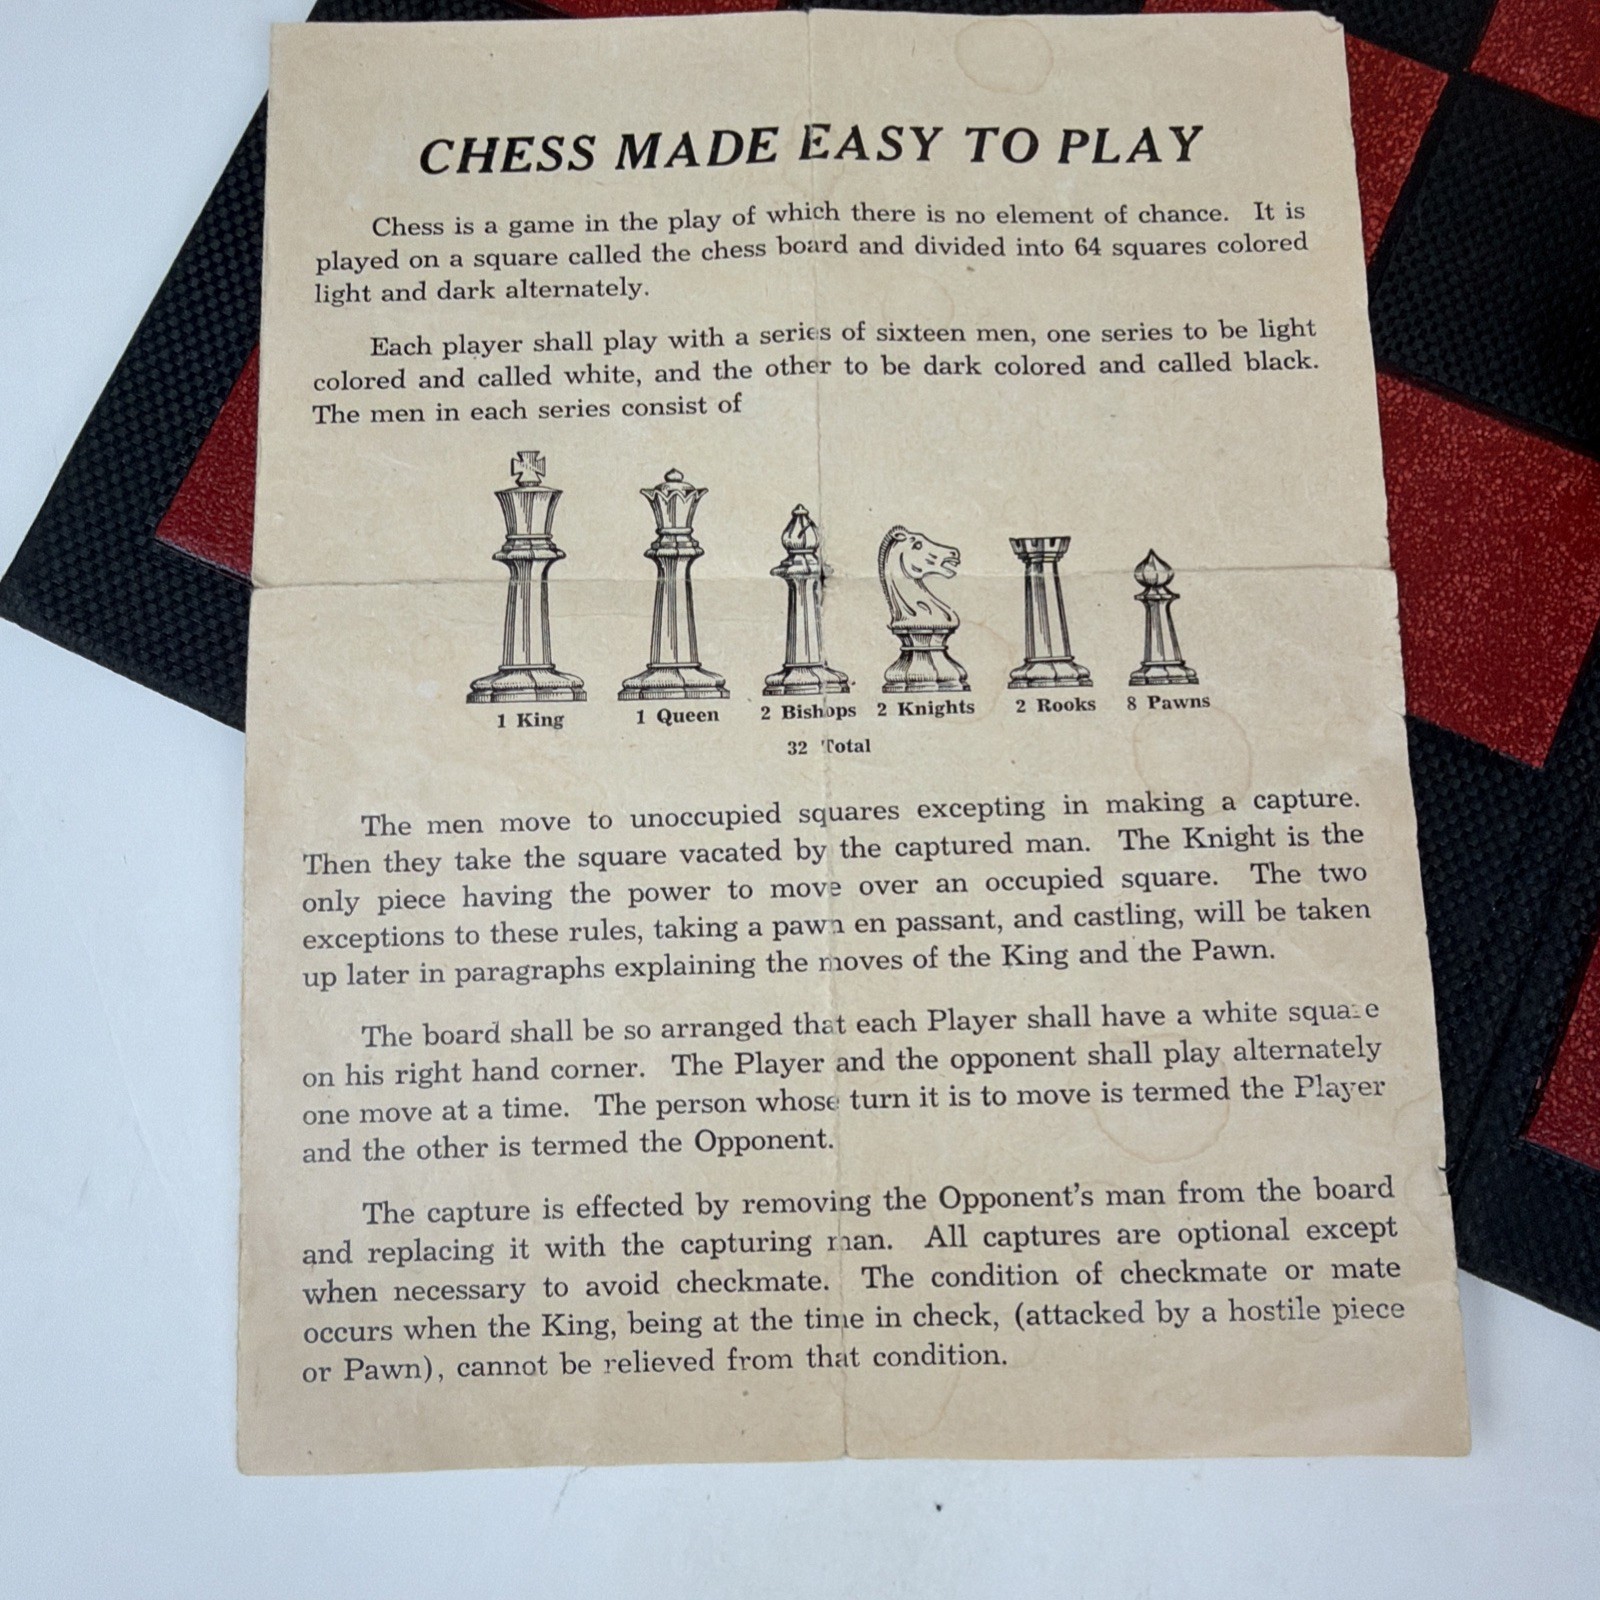 CHESS MADE EASY TO PLAY
Chess is a game in the play of which there is no element of chance. It is
played on a square called the chess board and divided into 64 squares colored
light and dark alternately.
Each player shall play with a series of sixteen men, one series to be light
colored and called white, and the other to be dark colored and called black.
The men in each series consist of
1 King 1 Queen 2 Bishops 2 Knights 2 Rooks 8 Pawns
32 Total
The men move to unoccupied squares excepting in making a capture.
Then they take the square vacated by the captured man. The Knight is the
only piece having the power to move over an occupied square. The two
exceptions to these rules, taking a pawn en passant, and castling, will be taken
up later in paragraphs explaining the moves of the King and the Pawn.
The board shall be so arranged that each Player shall have a white square
on his right hand corner. The Player and the opponent shall play alternately
one move at a time. The person whose turn it is to move is termed the Player
and the other is termed the Opponent.
The capture is effected by removing the Opponent's man from the board
and replacing it with the capturing man. All captures are optional except
when necessary to avoid checkmate. The condition of checkmate or mate
occurs when the King, being at the time in check, (attacked by a hostile piece
or Pawn), cannot be relieved from that condition.